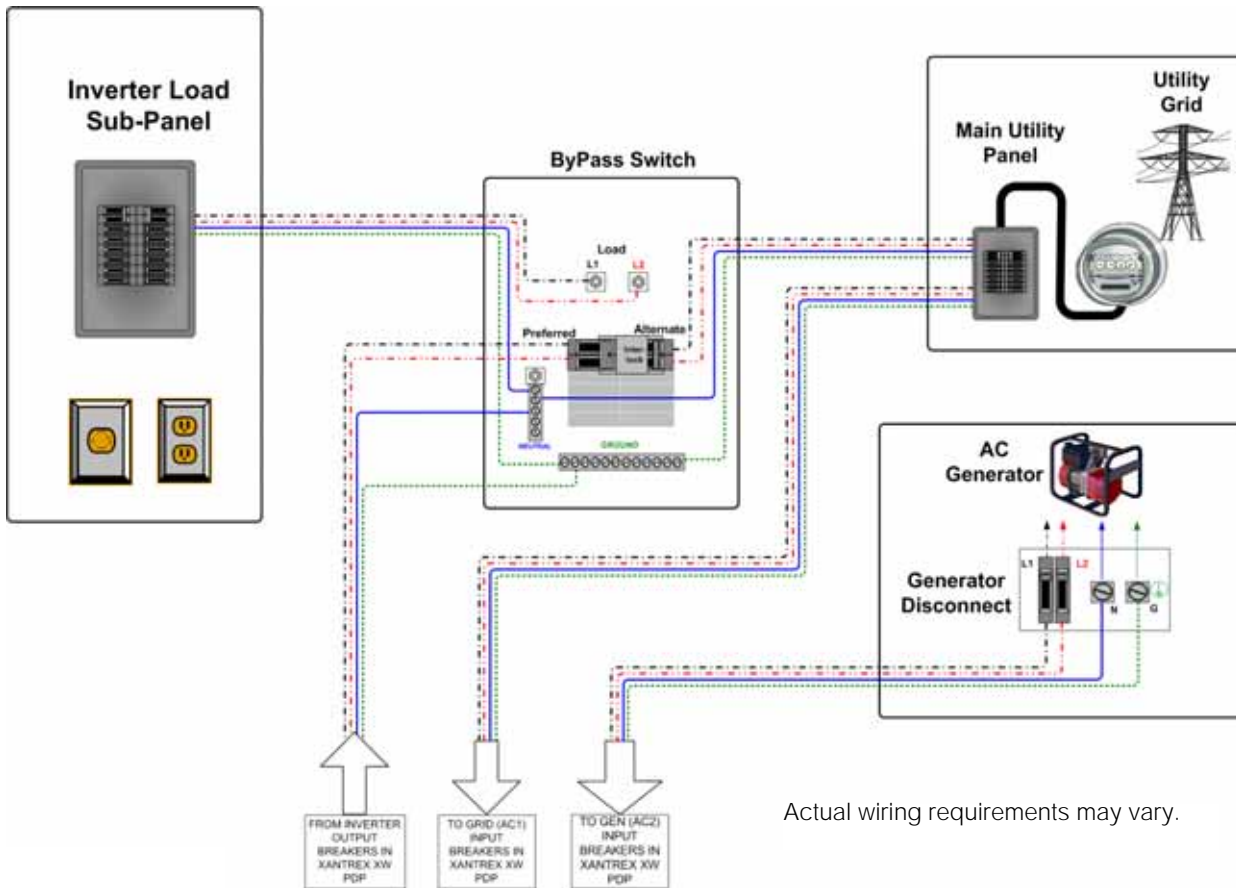 Inverter Load
Sub-Panel
ByPass Switch
Load
L1
L2
Preferred
Alternate
Inter-
lock
NEUTRAL
GROUND
Utility
Grid
Main Utility
Panel
AC
Generator
L1
L2
Generator
Disconnect
N
G
FROM INVERTER
OUTPUT
BREAKERS IN
XANTREX XW
PDP
TO GRID (AC1)
INPUT
BREAKERS IN
XANTREX XW
PDP
TO GEN (AC2)
INPUT
BREAKERS IN
XANTREX XW
PDP
Actual wiring requirements may vary.